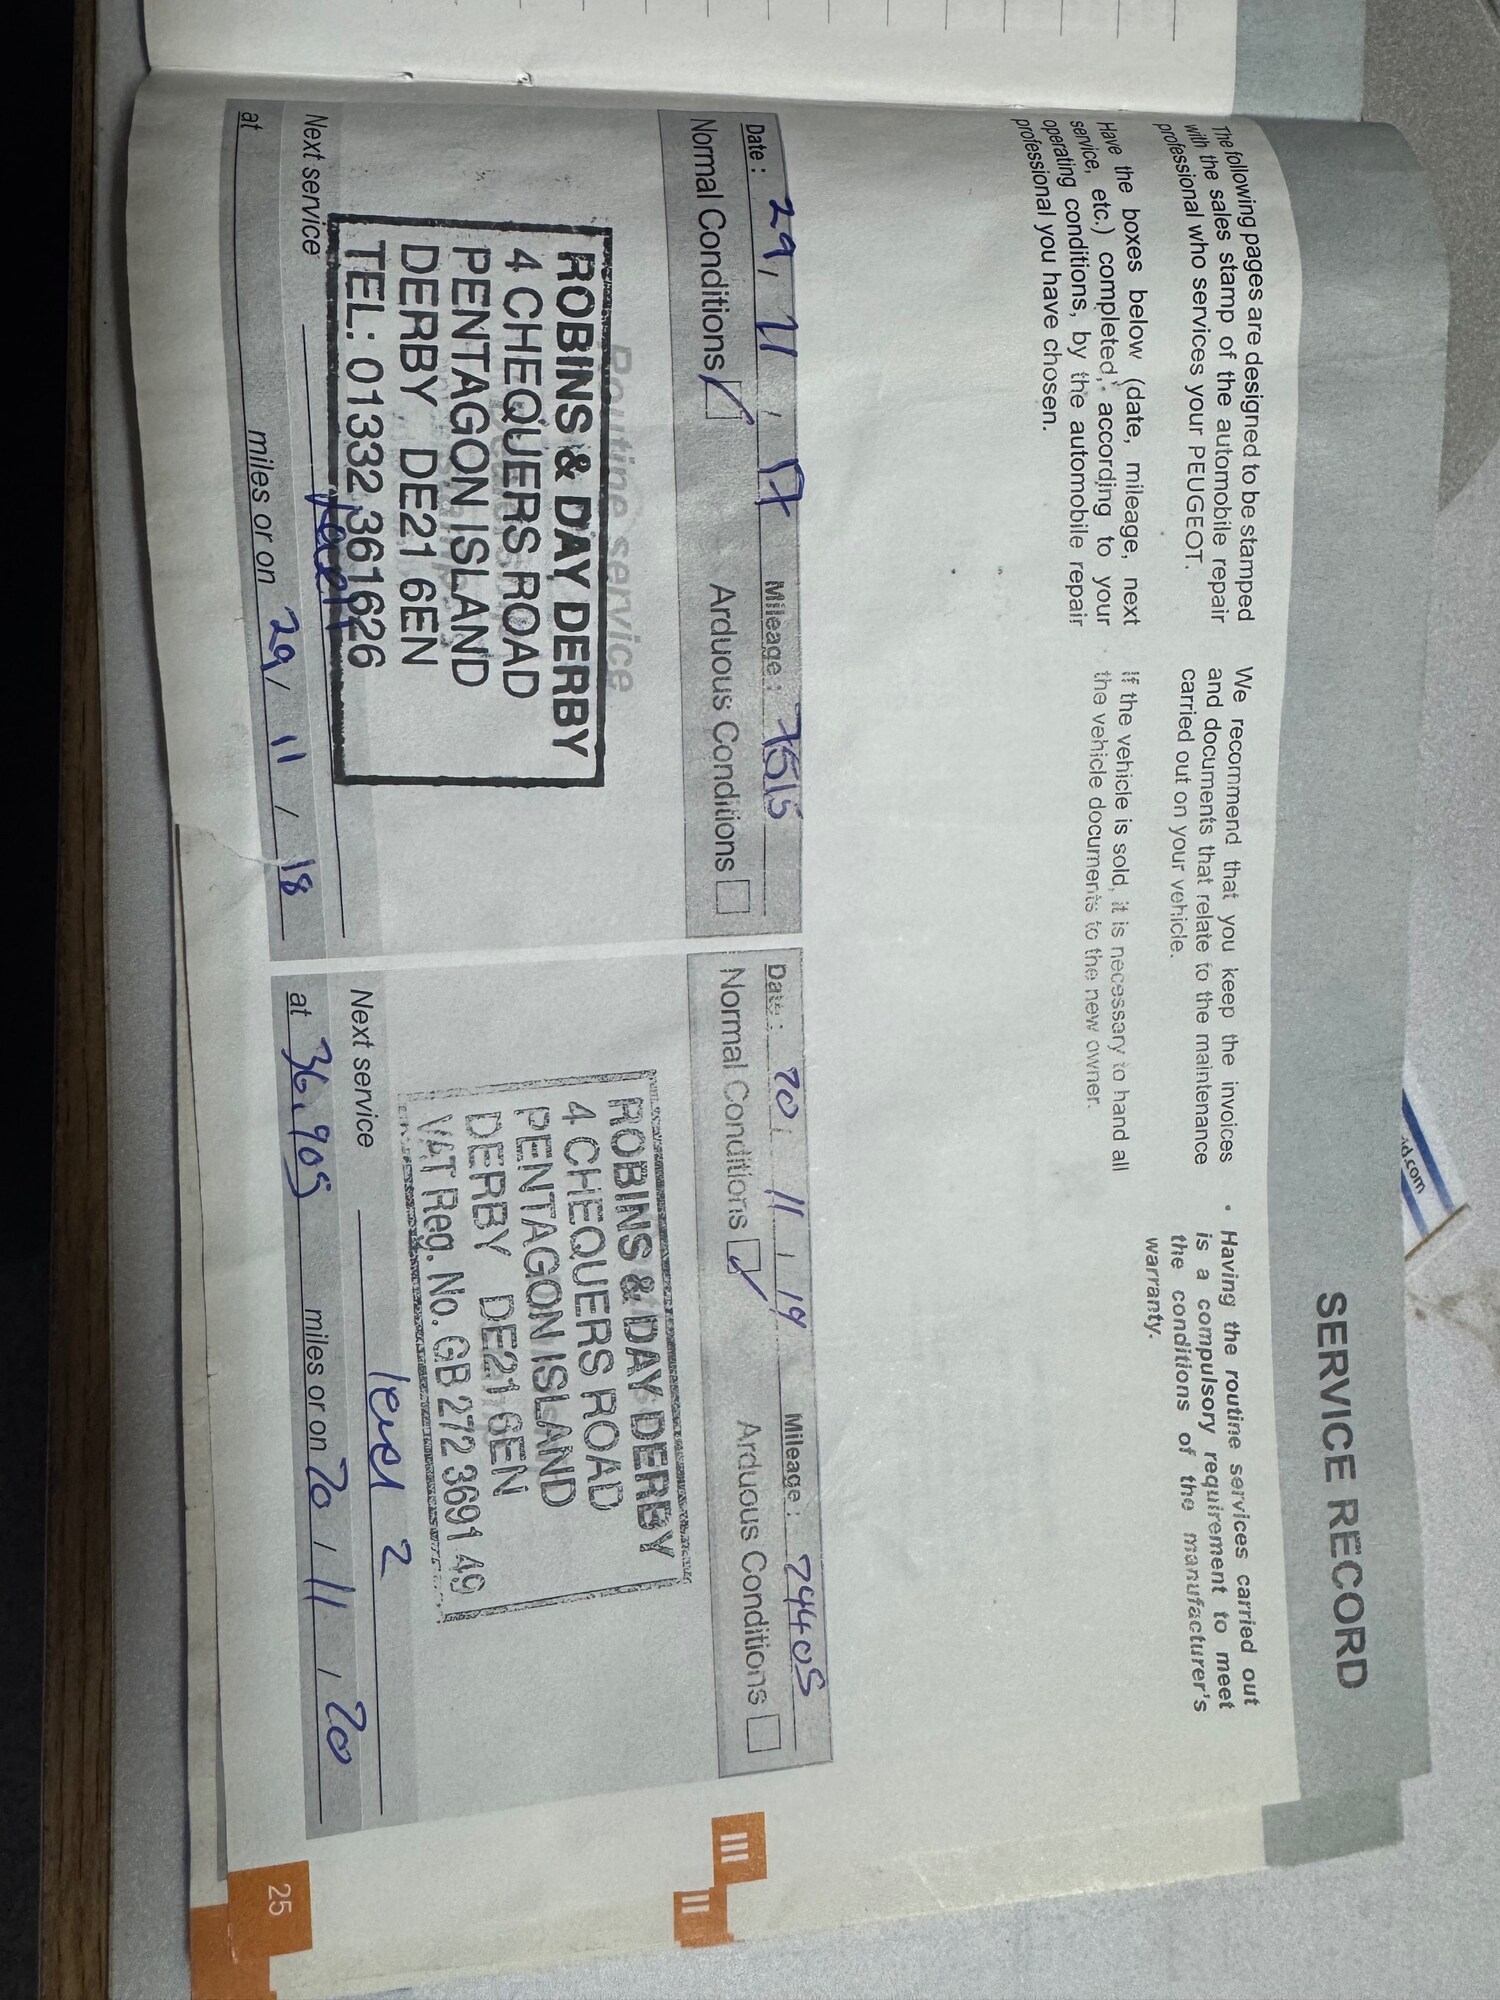 SERVICE RECORD
The following pages are designed to be stamped
with the sales stamp of the automobile repair
professional who services your PEUGEOT.
Have the boxes below (date, mileage, next
service, etc.) completed, according to your
operating conditions, by the automobile repair
professional you have chosen.
We recommend that you keep the invoices
and documents that relate to the maintenance
carried out on your vehicle.
If the vehicle is sold, it is necessary to hand all
the vehicle documents to the new owner.
• Having the routine services carried out
is a compulsory requirement to meet
the conditions of the manufacturer's
warranty.
Date: 29, 11, 17 Mileage: 7515
Normal Conditions Arduous Conditions
Routine service
ROBINS & DAY DERBY
4 CHEQUERS ROAD
PENTAGON ISLAND
DERBY DE21 6EN
TEL: 01332 361626
Next service
at miles or on 29 / 11 / 18
Date: 20 11 19 Mileage: 24405
Normal Conditions Arduous Conditions
ROBINS & DAY DERBY
4 CHEQUERS ROAD
PENTAGON ISLAND
DERBY DE21 6EN
VAT Reg. No. GB 272 3691 49
Next service level 2
at 36,905 miles or on 20 / 11 / 20
III
II
25
d.com